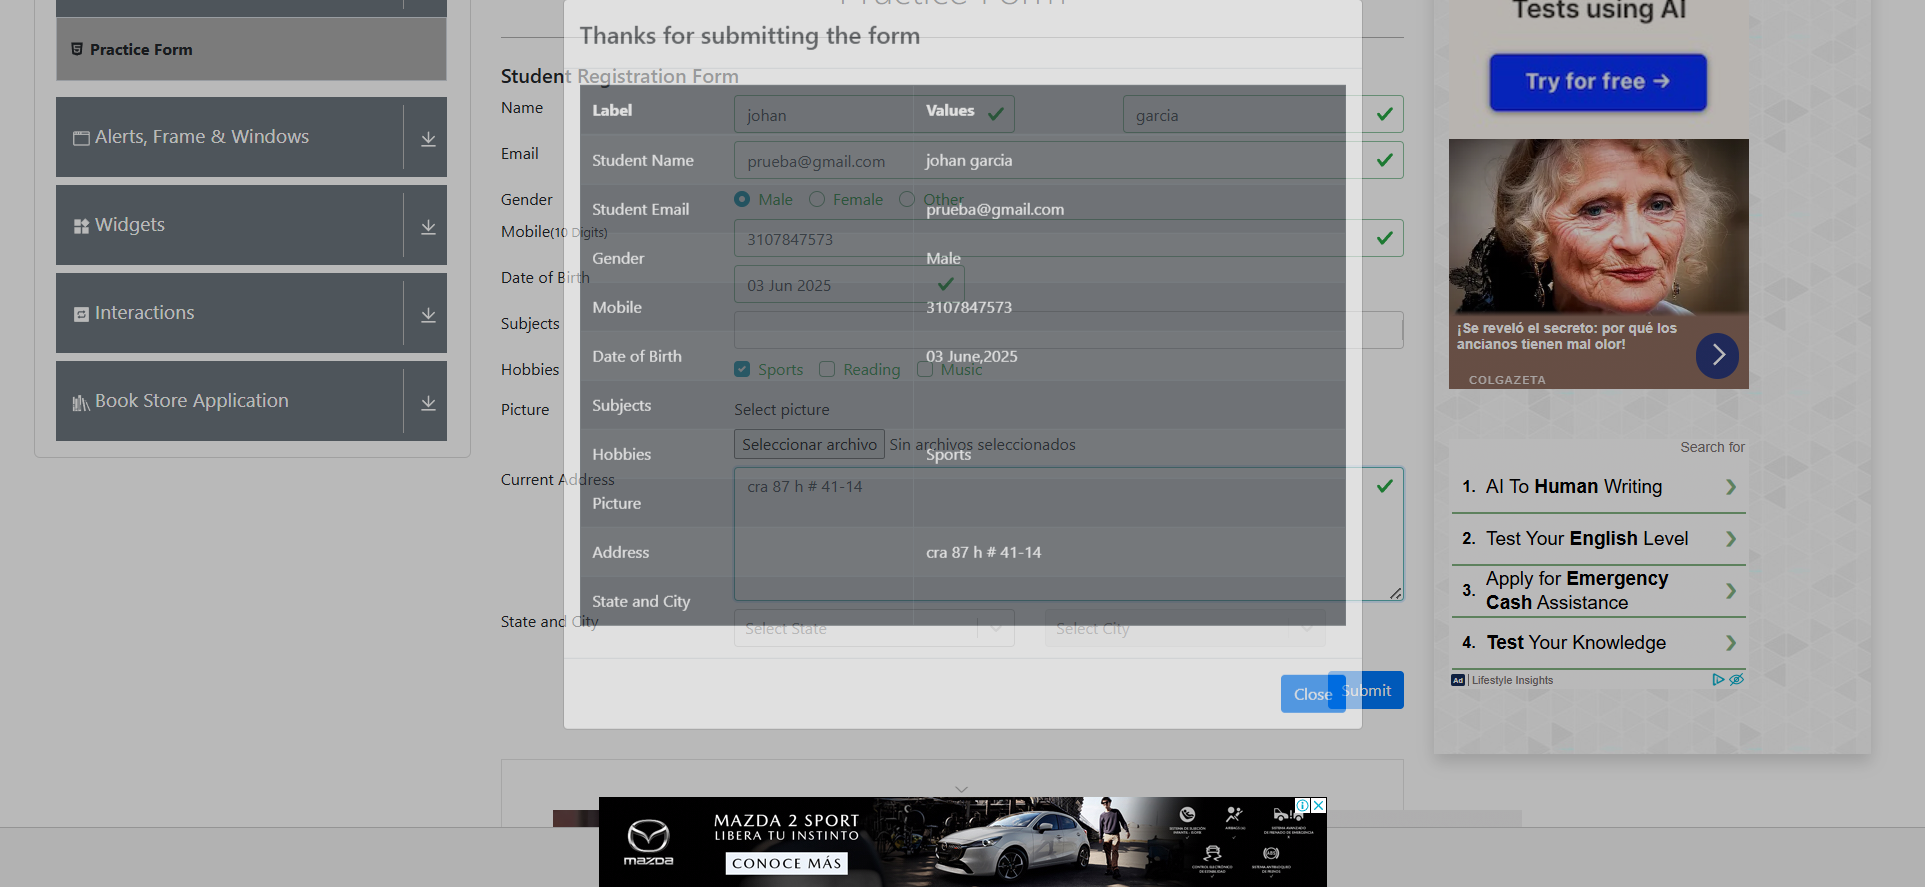 Practice Form
Alerts, Frame & Windows
Widgets
Interactions
Book Store Application
Practice Form
Thanks for submitting the form
Student Registration Form
Label Values
Name johan garcia
Student Name johan garcia
Email prueba@gmail.com
Gender Male Female Other
Student Email prueba@gmail.com
Mobile(10 Digits) 3107847573
Gender Male
Date of Birth 03 Jun 2025
Mobile 3107847573
Subjects
Date of Birth 03 June,2025
Hobbies Sports Reading Music
Subjects
Picture Select picture
Seleccionar archivo Sin archivos seleccionados
Hobbies Sports
Current Address cra 87 h # 41-14
Picture
Address cra 87 h # 41-14
State and City
State and City Select State Select City
Close Submit
Tests using AI
Try for free →
¡Se reveló el secreto: por qué los
ancianos tienen mal olor!
COLGAZETA
Search for
1. AI To Human Writing
2. Test Your English Level
3. Apply for Emergency
Cash Assistance
4. Test Your Knowledge
Ad | Lifestyle Insights
mazda
MAZDA 2 SPORT
LIBERA TU INSTINTO
CONOCE MÁS